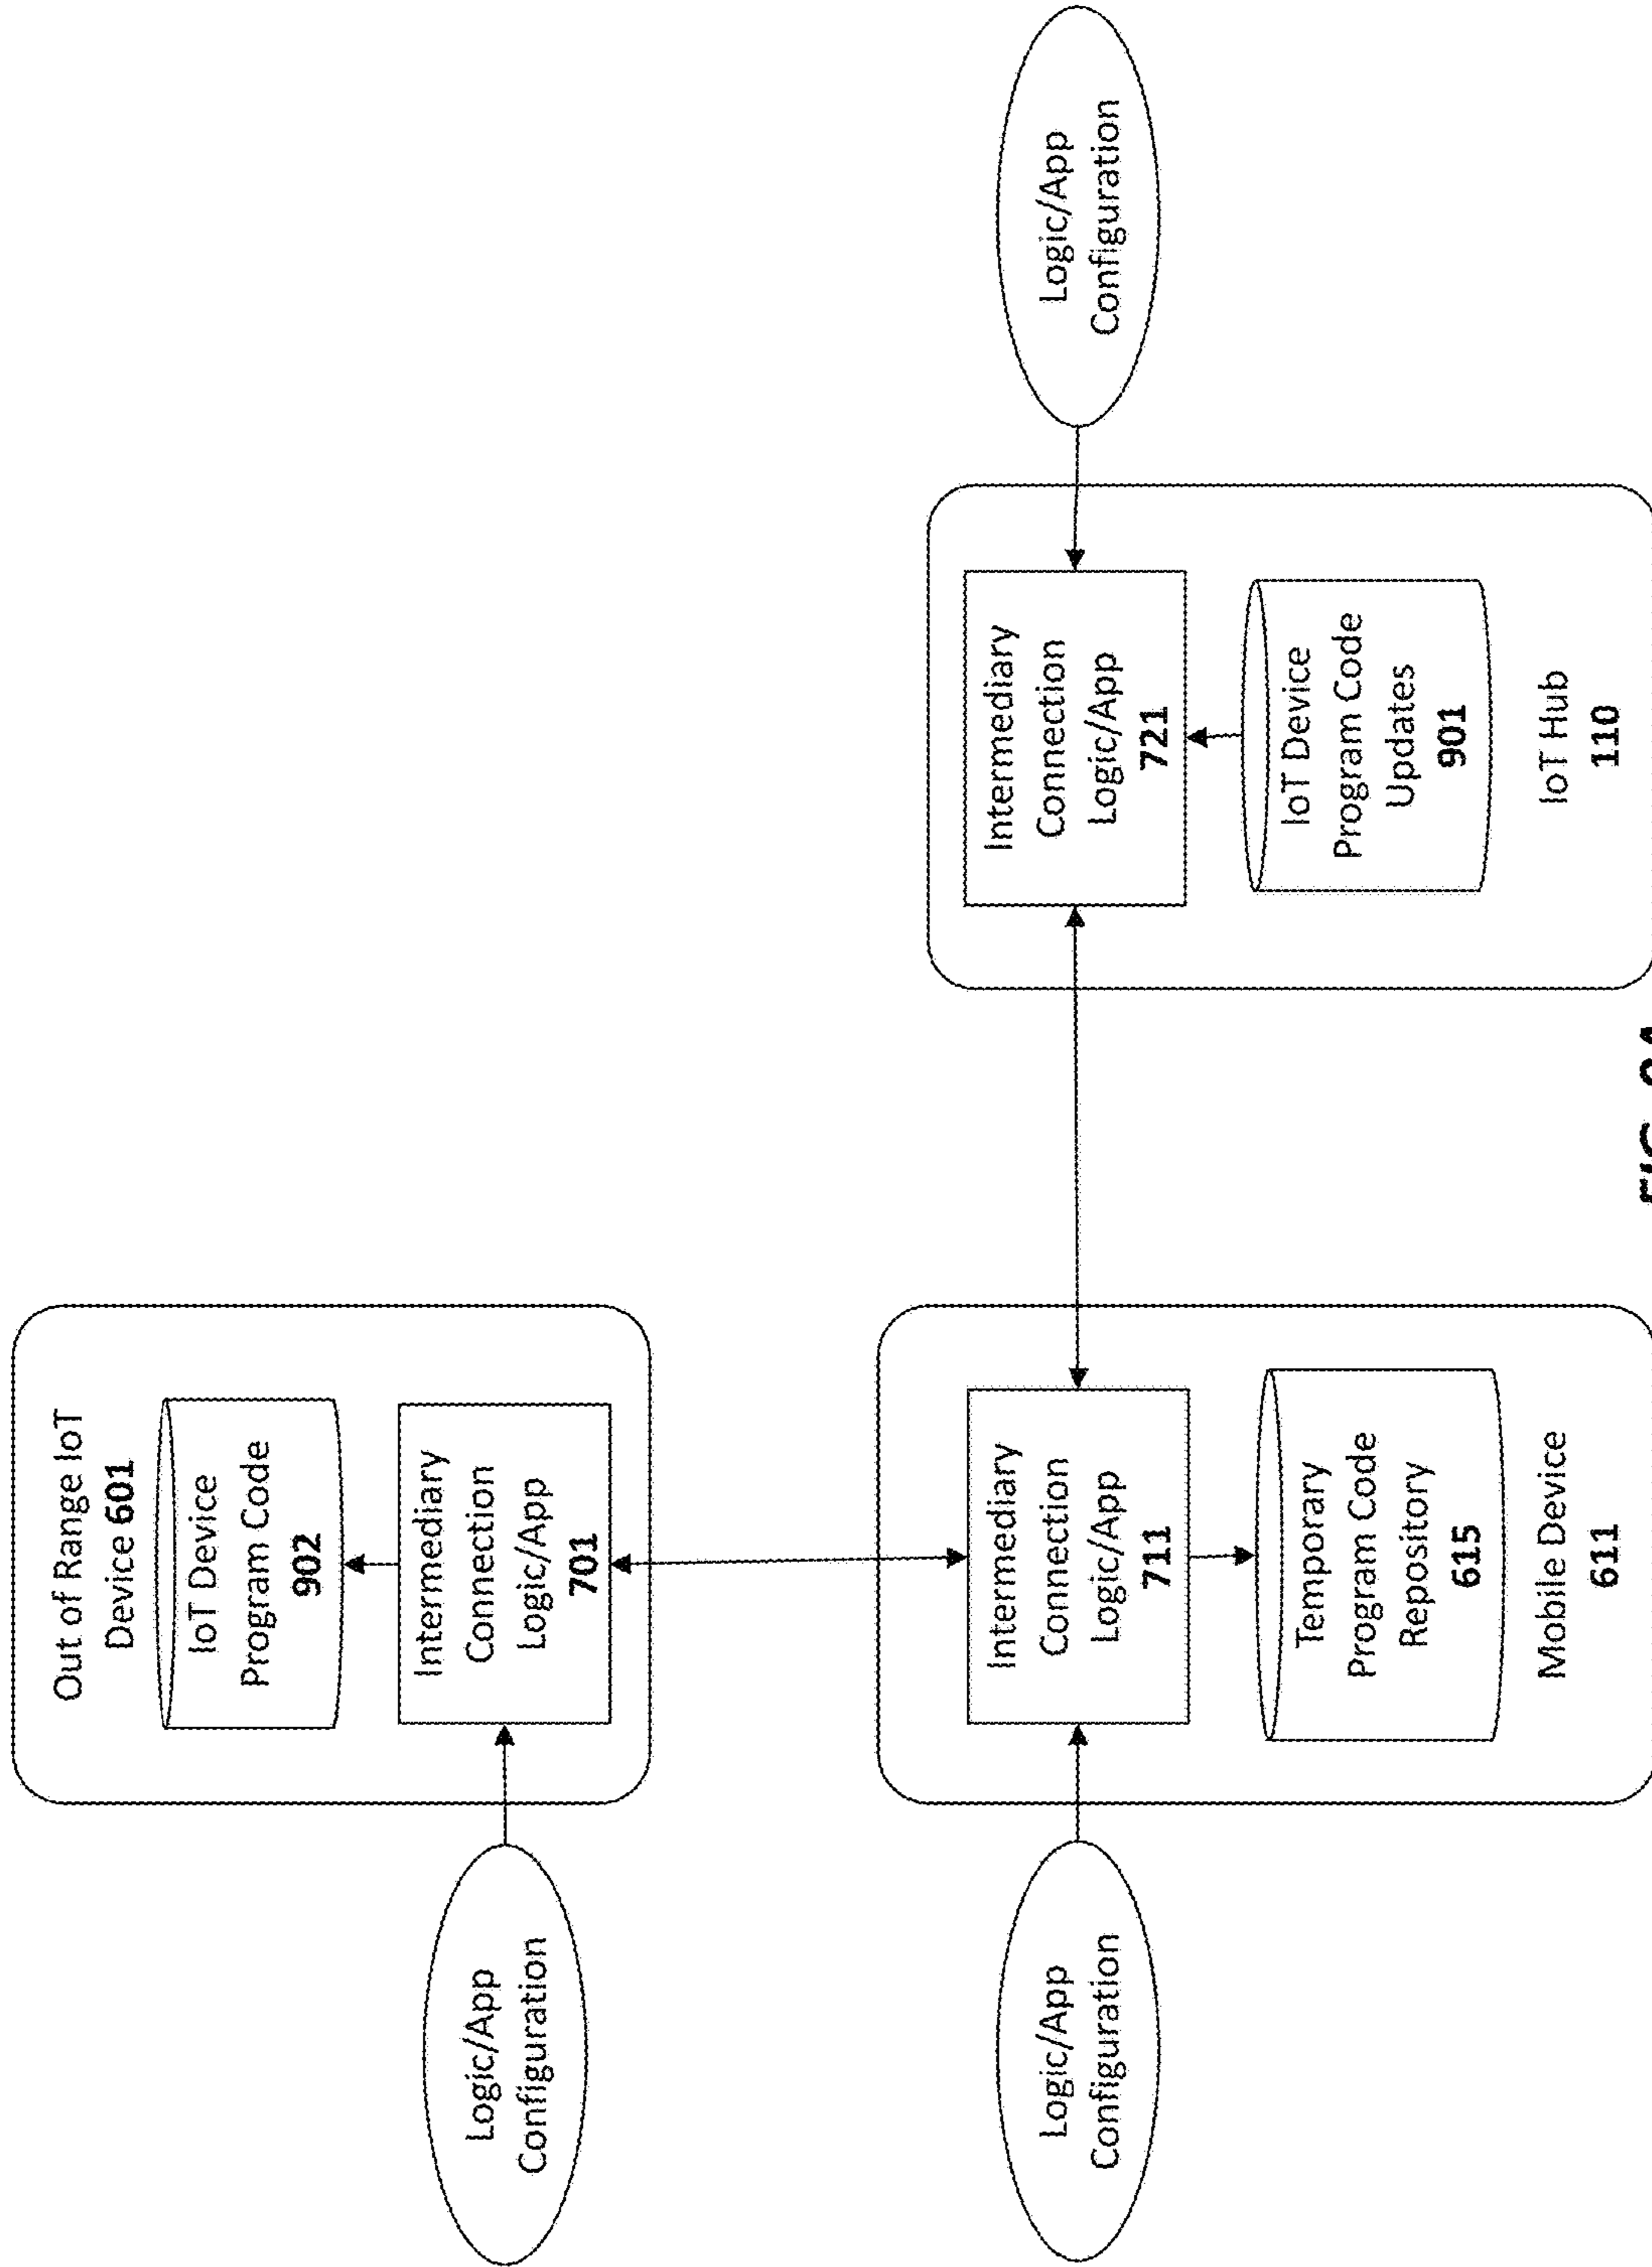 Out of Range IoT
Device 601
IoT Device
Program Code
902
Logic/App
Configuration
Intermediary
Connection
Logic/App
701
Logic/App
Configuration
Intermediary
Connection
Logic/App
711
Temporary
Program Code
Repository
615
Mobile Device
611
Intermediary
Connection
Logic/App
721
IoT Device
Program Code
Updates
901
IoT Hub
110
Logic/App
Configuration
FIG. 9A